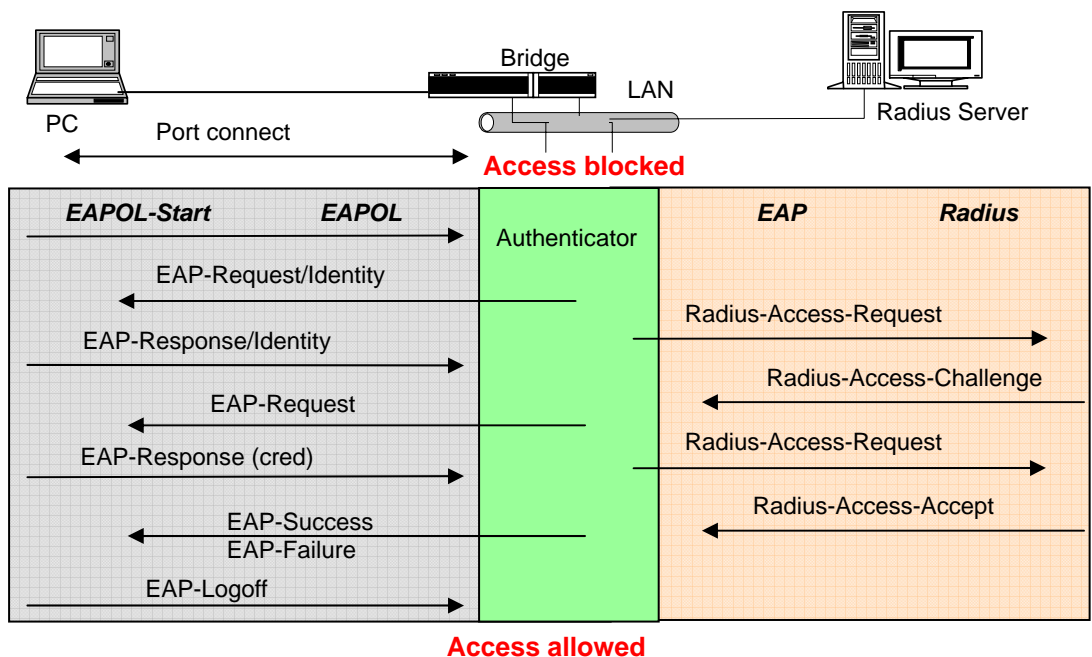 Bridge
LAN
PC
Radius Server
Port connect
Access blocked
EAPOL-Start EAPOL
Authenticator
EAP Radius
EAP-Request/Identity
Radius-Access-Request
EAP-Response/Identity
Radius-Access-Challenge
EAP-Request
Radius-Access-Request
EAP-Response (cred)
Radius-Access-Accept
EAP-Success
EAP-Failure
EAP-Logoff
Access allowed